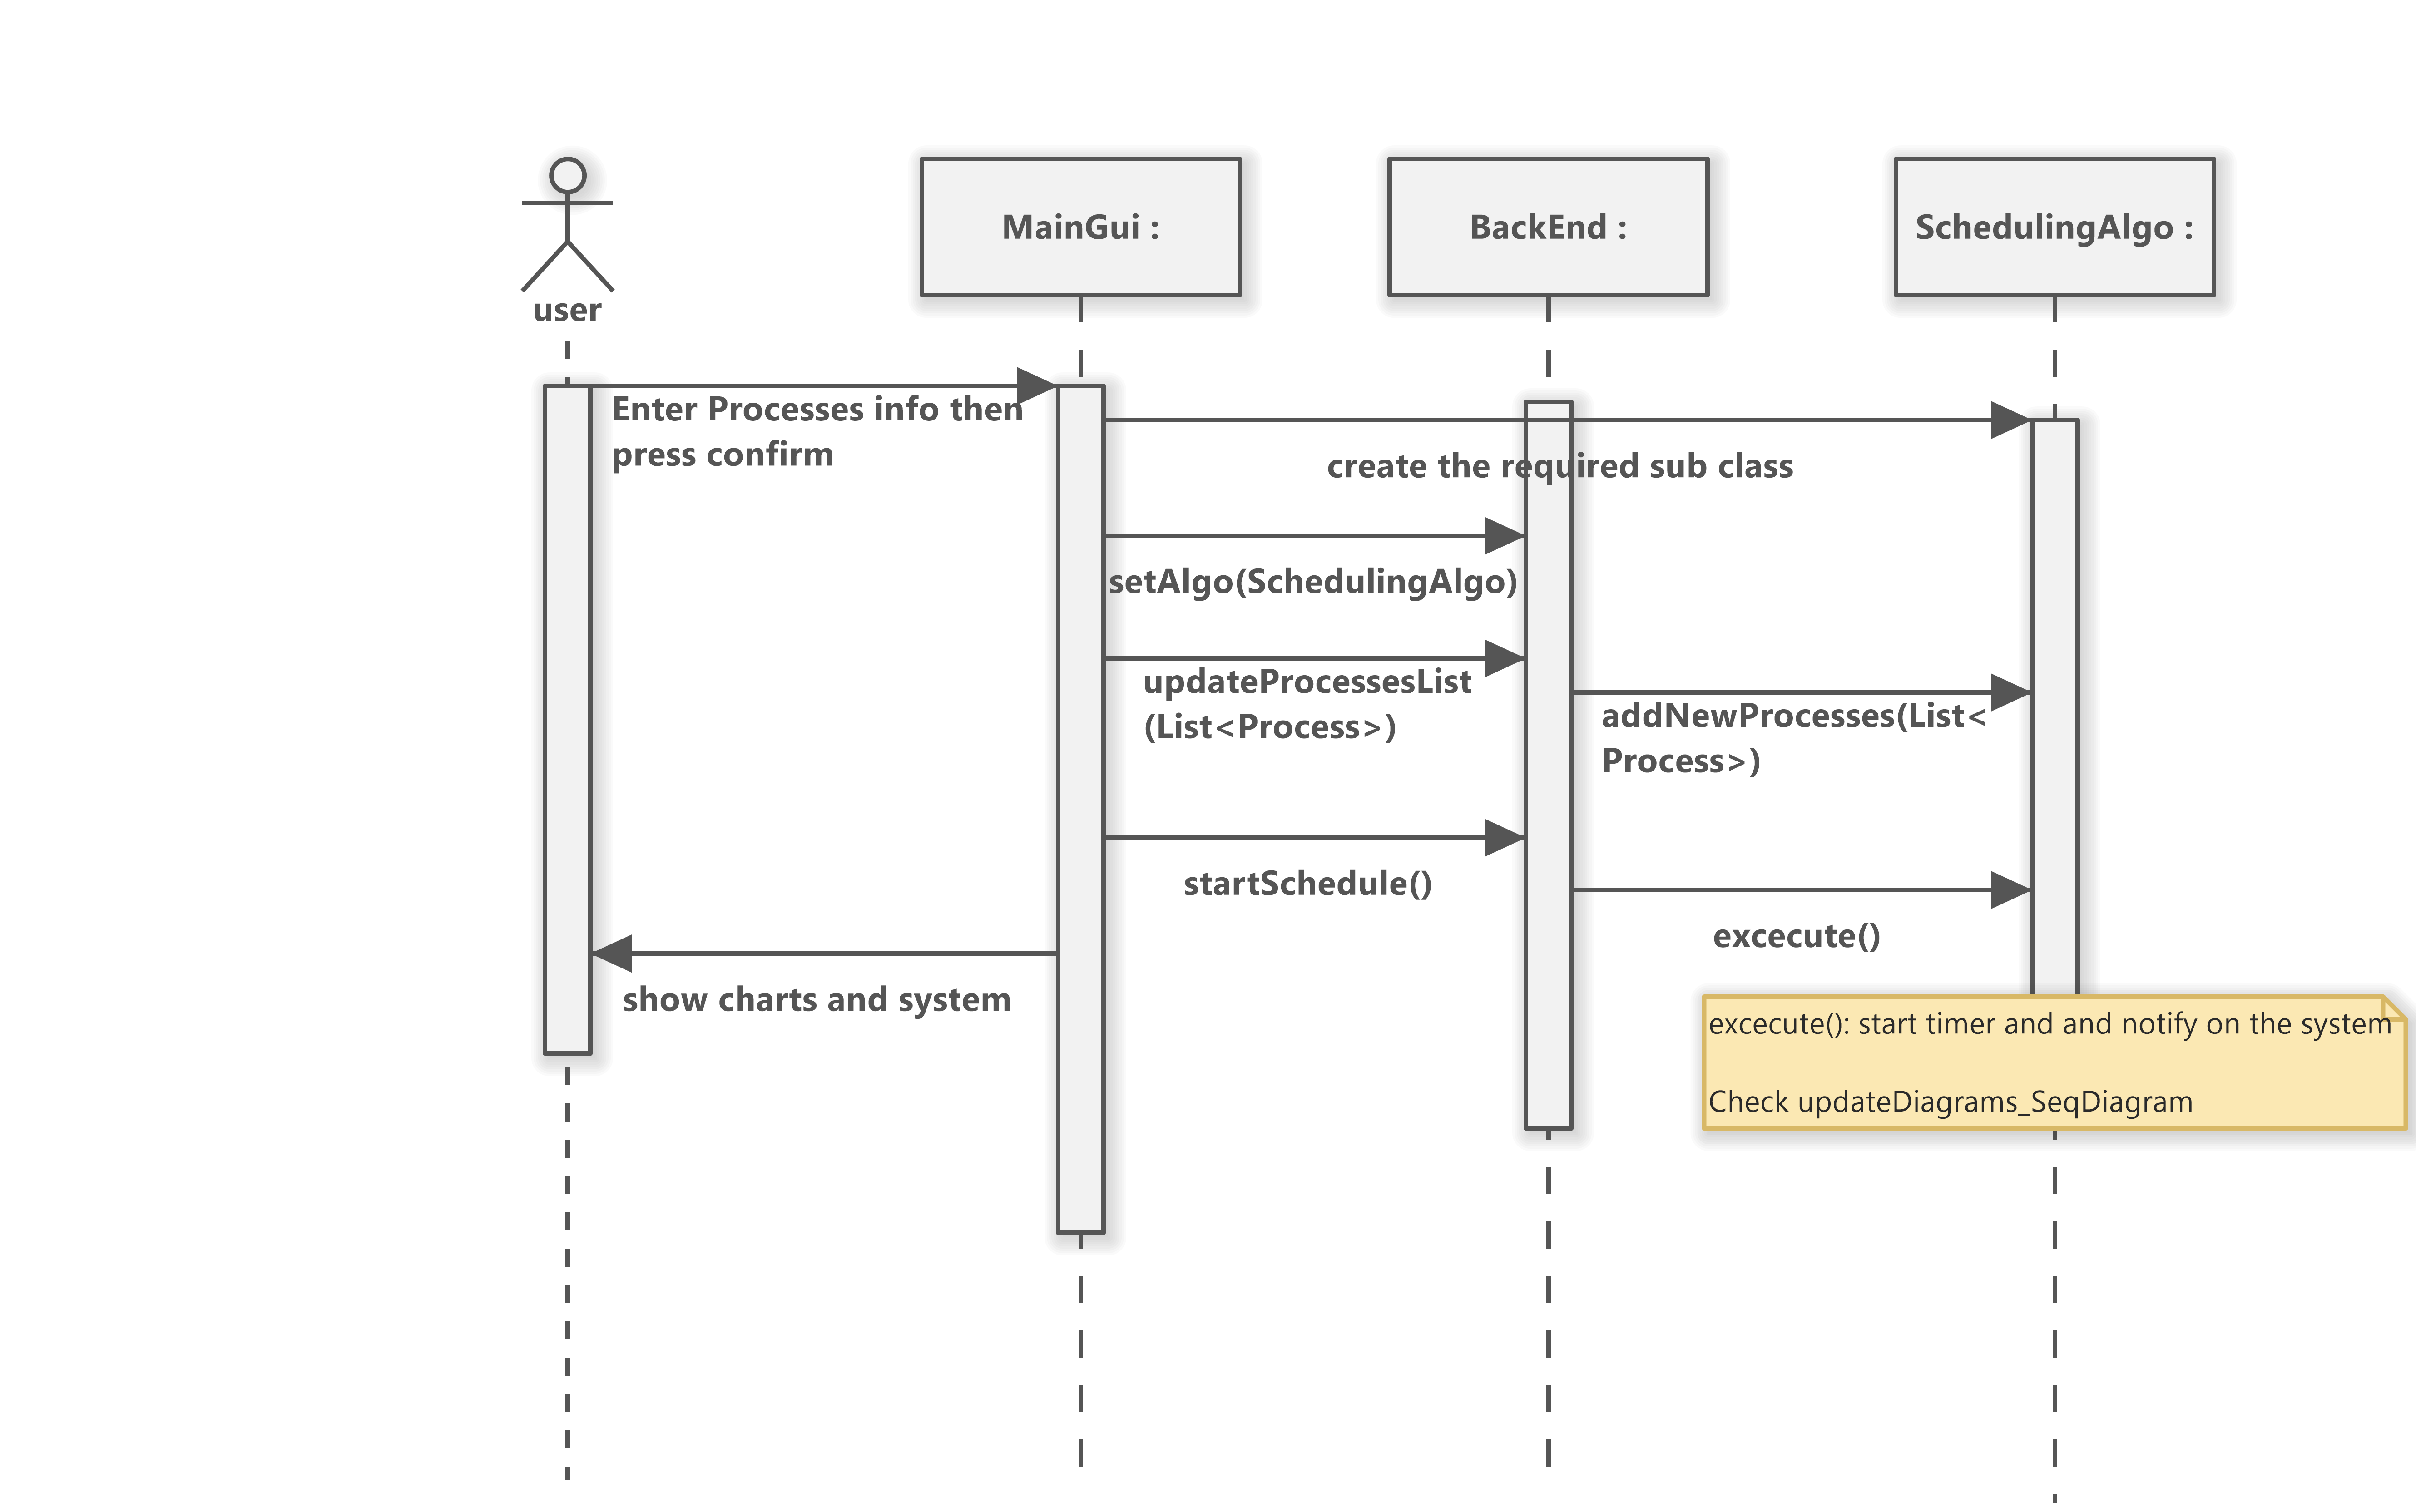 user
MainGui :
BackEnd :
SchedulingAlgo :
Enter Processes info then
press confirm
create the required sub class
setAlgo(SchedulingAlgo)
updateProcessesList
(List<Process>)
addNewProcesses(List<
Process>)
startSchedule()
excecute()
show charts and system
excecute(): start timer and and notify on the system
Check updateDiagrams_SeqDiagram